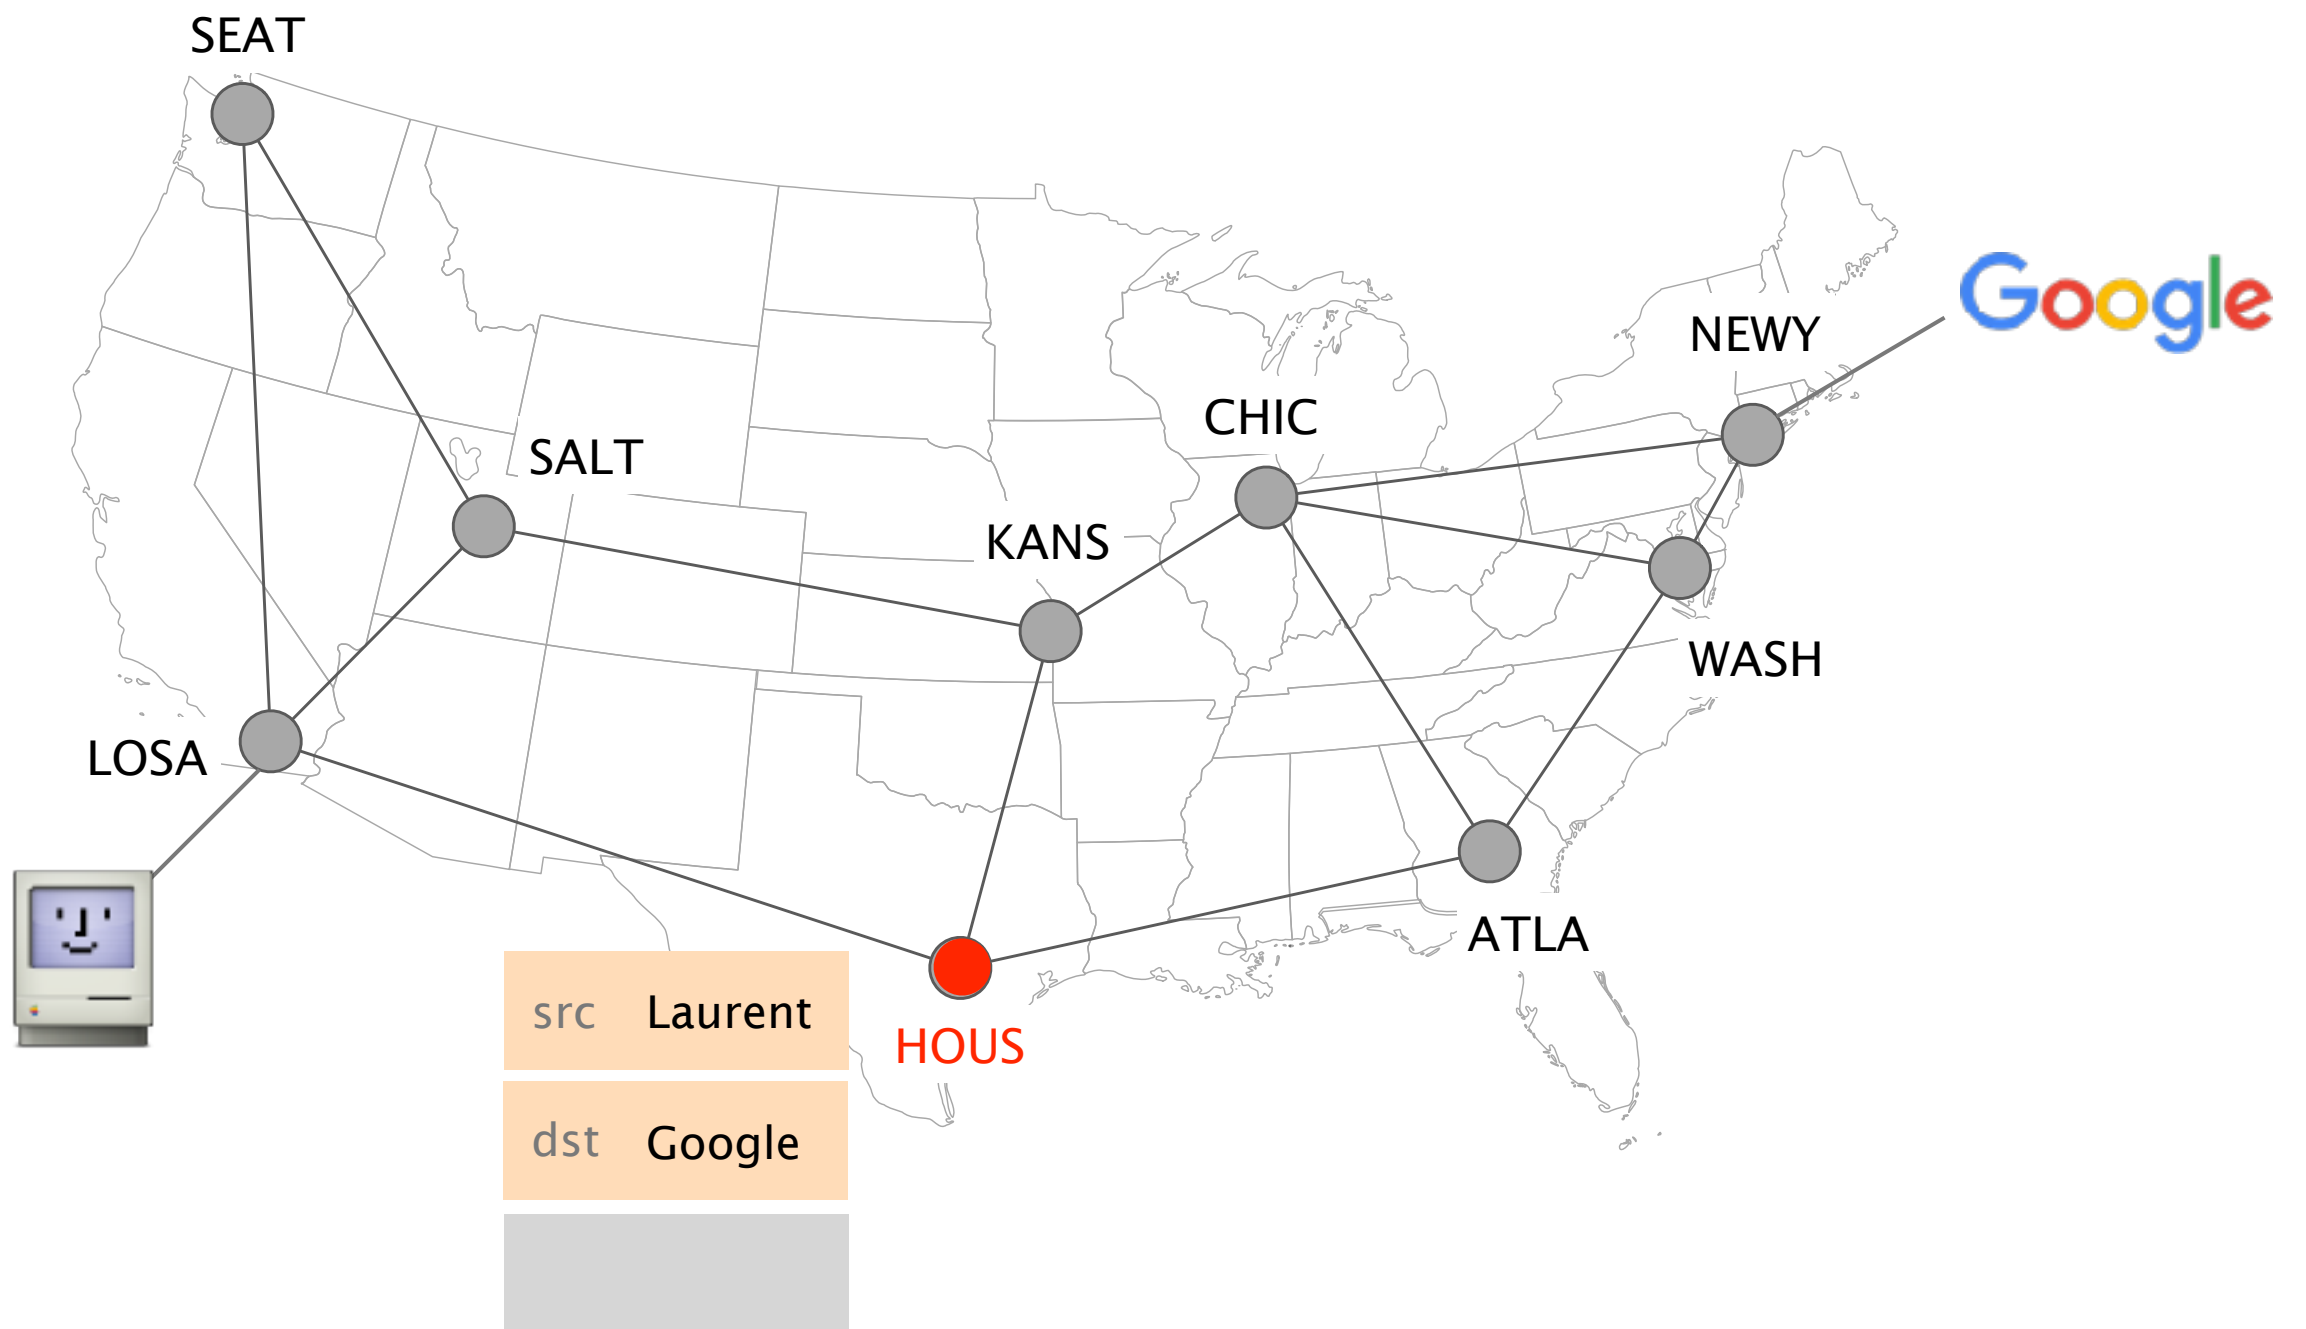 SEAT
Google
NEWY
CHIC
SALT
KANS
WASH
LOSA
ATLA
src Laurent
HOUS
dst Google